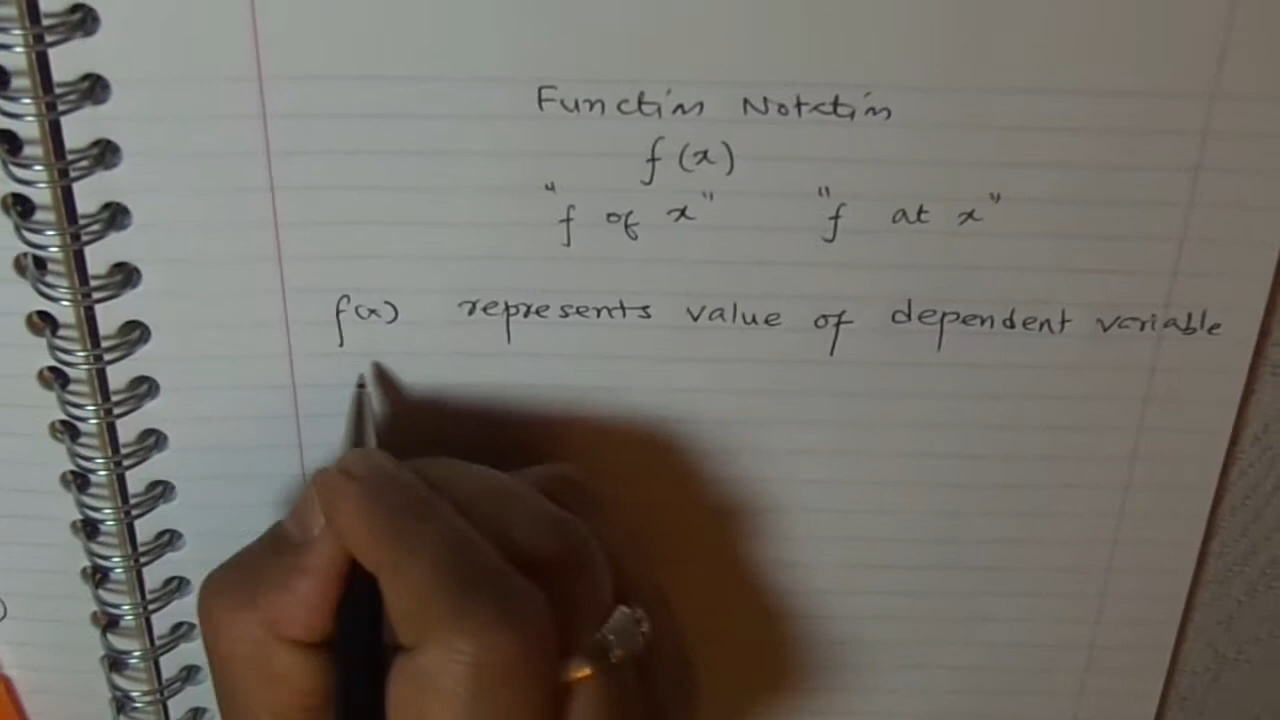 Function Notation
f(x)
"f of x" "f at x"
f(x) represents value of dependent variable